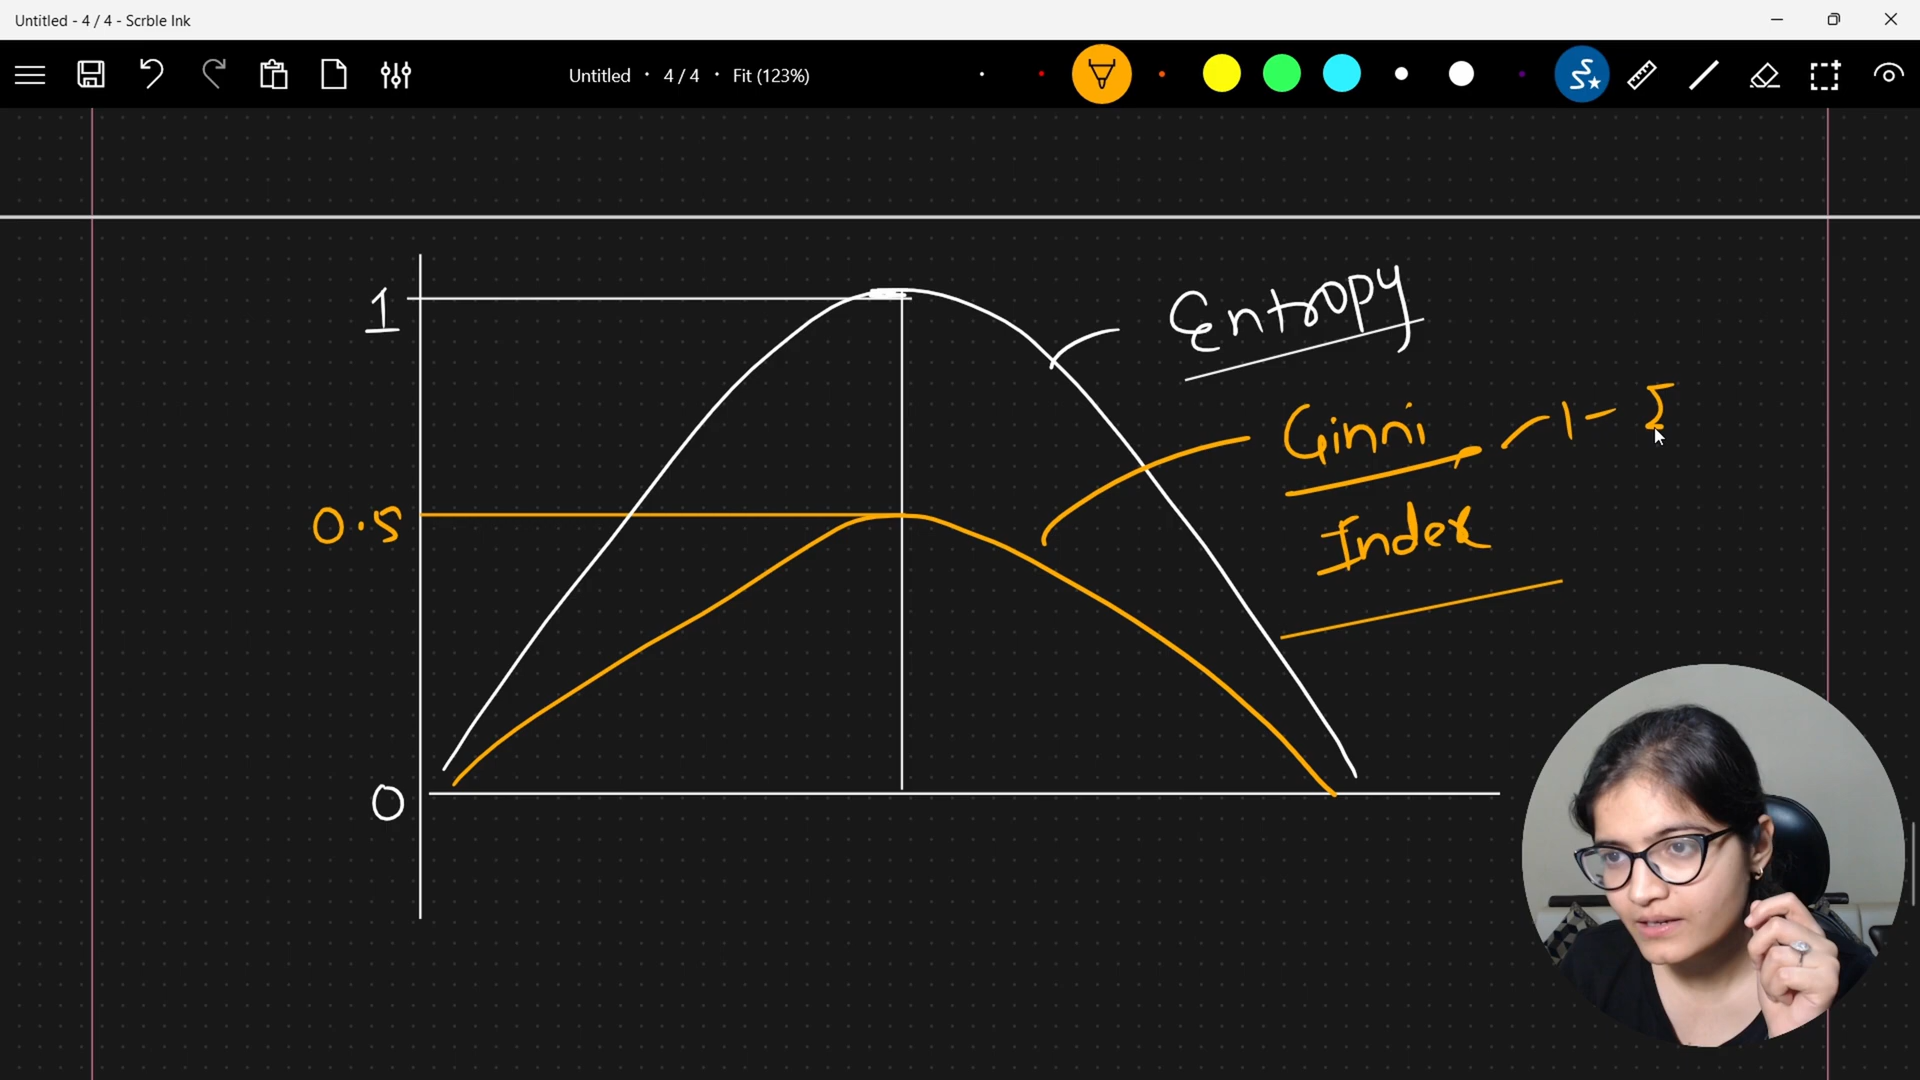 Untitled - 4 / 4 - Scrble Ink
Untitled · 4 / 4 · Fit (123%)
1
Entropy
Ginni 1 - Σ
Index
0.5
0